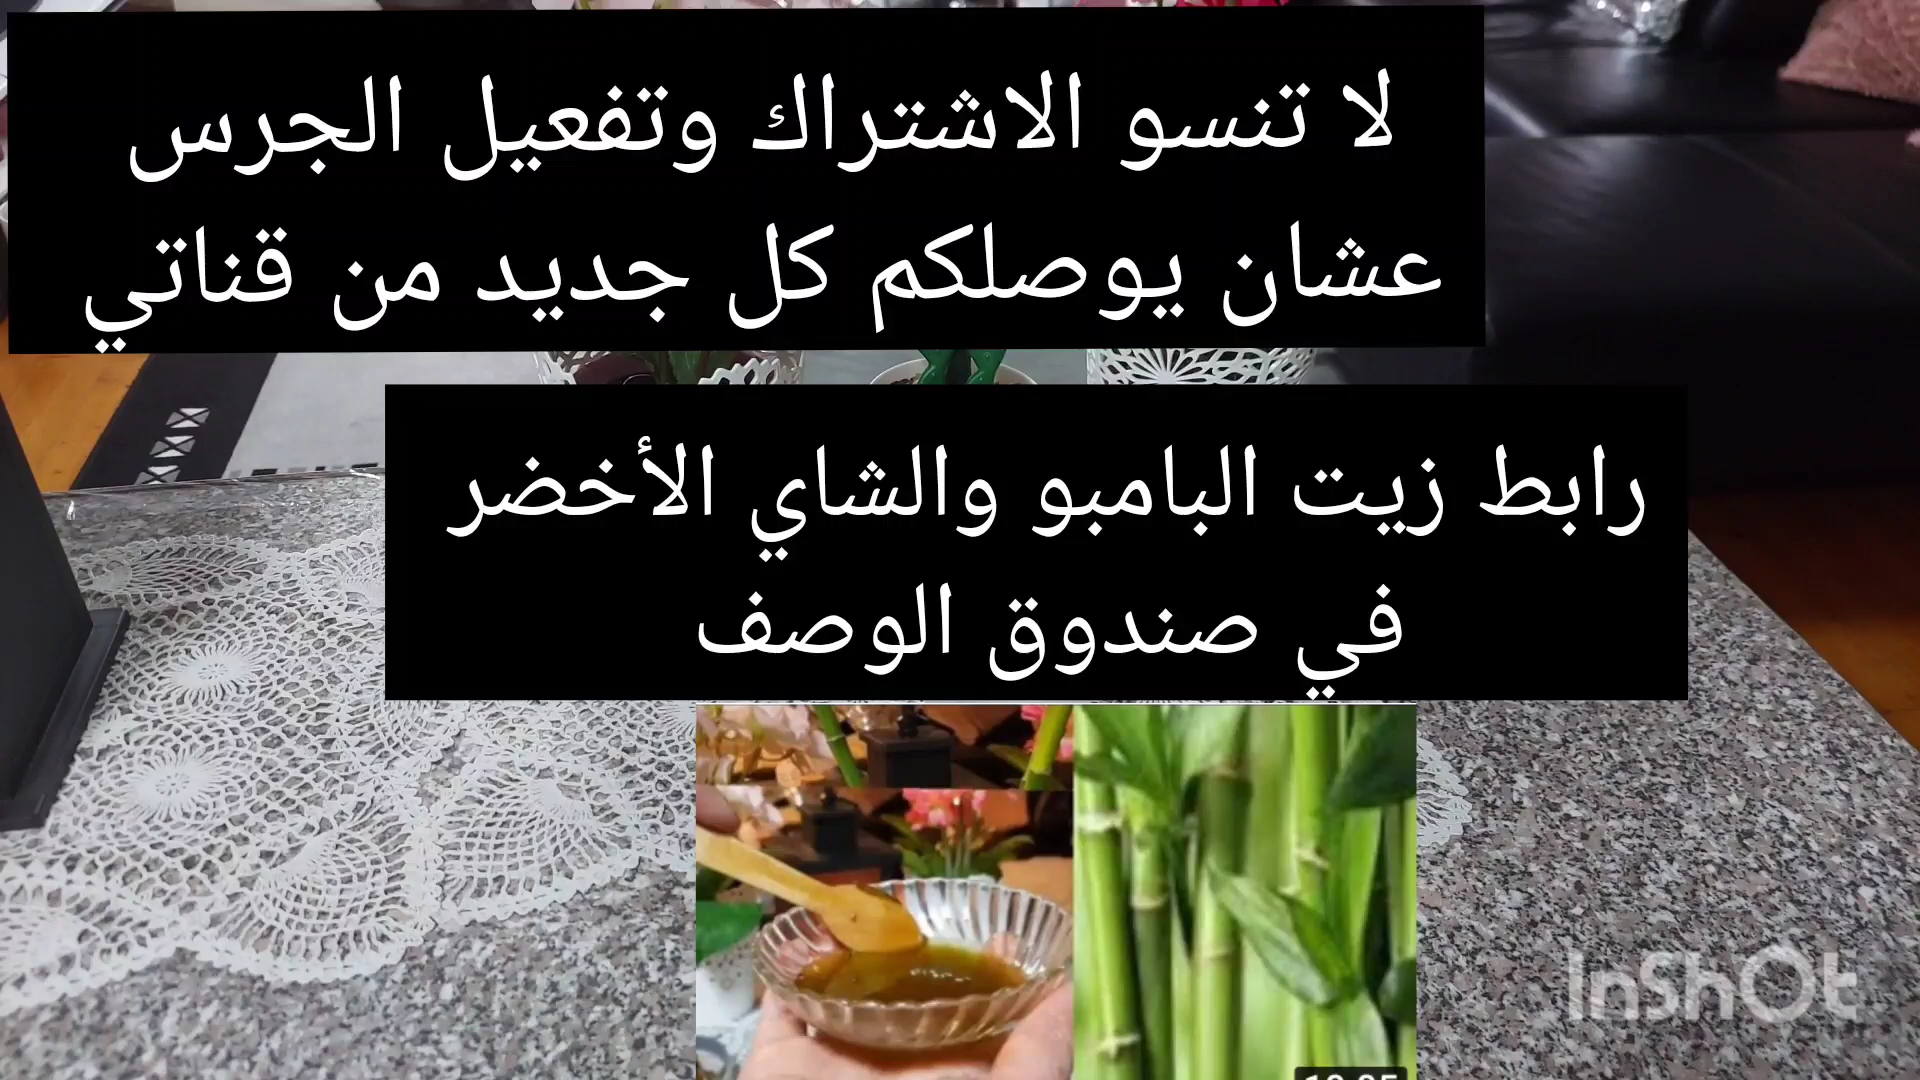 لا تنسو الاشتراك وتفعيل الجرس
عشان يوصلكم كل جديد من قناتي
رابط زيت البامبو والشاي الأخضر
في صندوق الوصف
InShOt